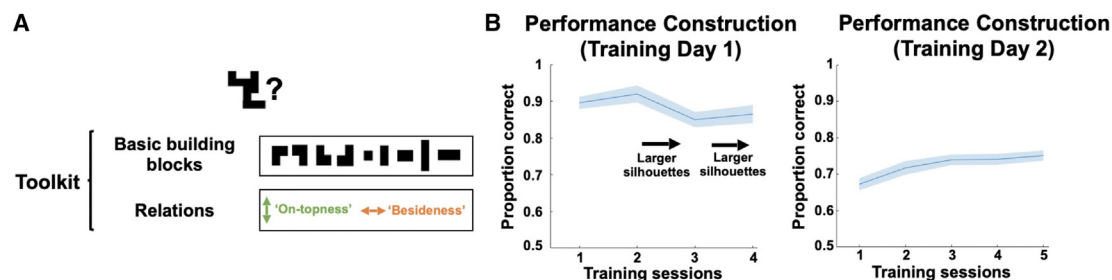 A
?
Toolkit
Basic building
blocks
Relations
'On-topness' 'Besideness'
B
Performance Construction
(Training Day 1)
Proportion correct
1
0.9
0.8
0.7
0.6
0.5
Larger
silhouettes
Larger
silhouettes
1 2 3 4
Training sessions
Performance Construction
(Training Day 2)
Proportion correct
1
0.9
0.8
0.7
0.6
0.5
1 2 3 4 5
Training sessions